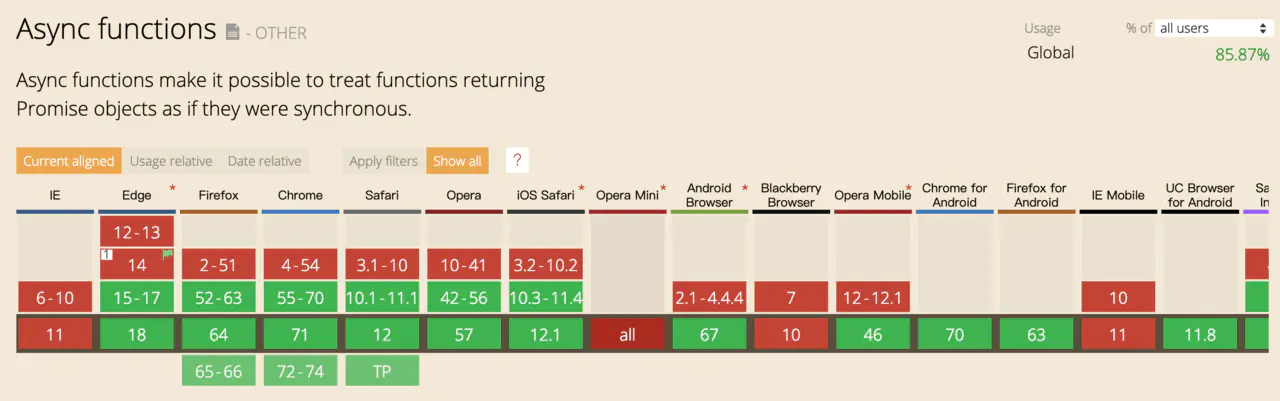 Async functions - OTHER
Usage % of all users
Global 85.87%
Async functions make it possible to treat functions returning
Promise objects as if they were synchronous.
Current aligned Usage relative Date relative Apply filters Show all ?
IE Edge * Firefox Chrome Safari Opera iOS Safari * Opera Mini * Android Browser * Blackberry Browser Opera Mobile * Chrome for Android Firefox for Android IE Mobile UC Browser for Android
12-13
1 14 2-51 4-54 3.1-10 10-41 3.2-10.2
6-10 15-17 52-63 55-70 10.1-11.1 42-56 10.3-11.4 2.1-4.4.4 7 12-12.1 10
11 18 64 71 12 57 12.1 all 67 10 46 70 63 11 11.8
65-66 72-74 TP